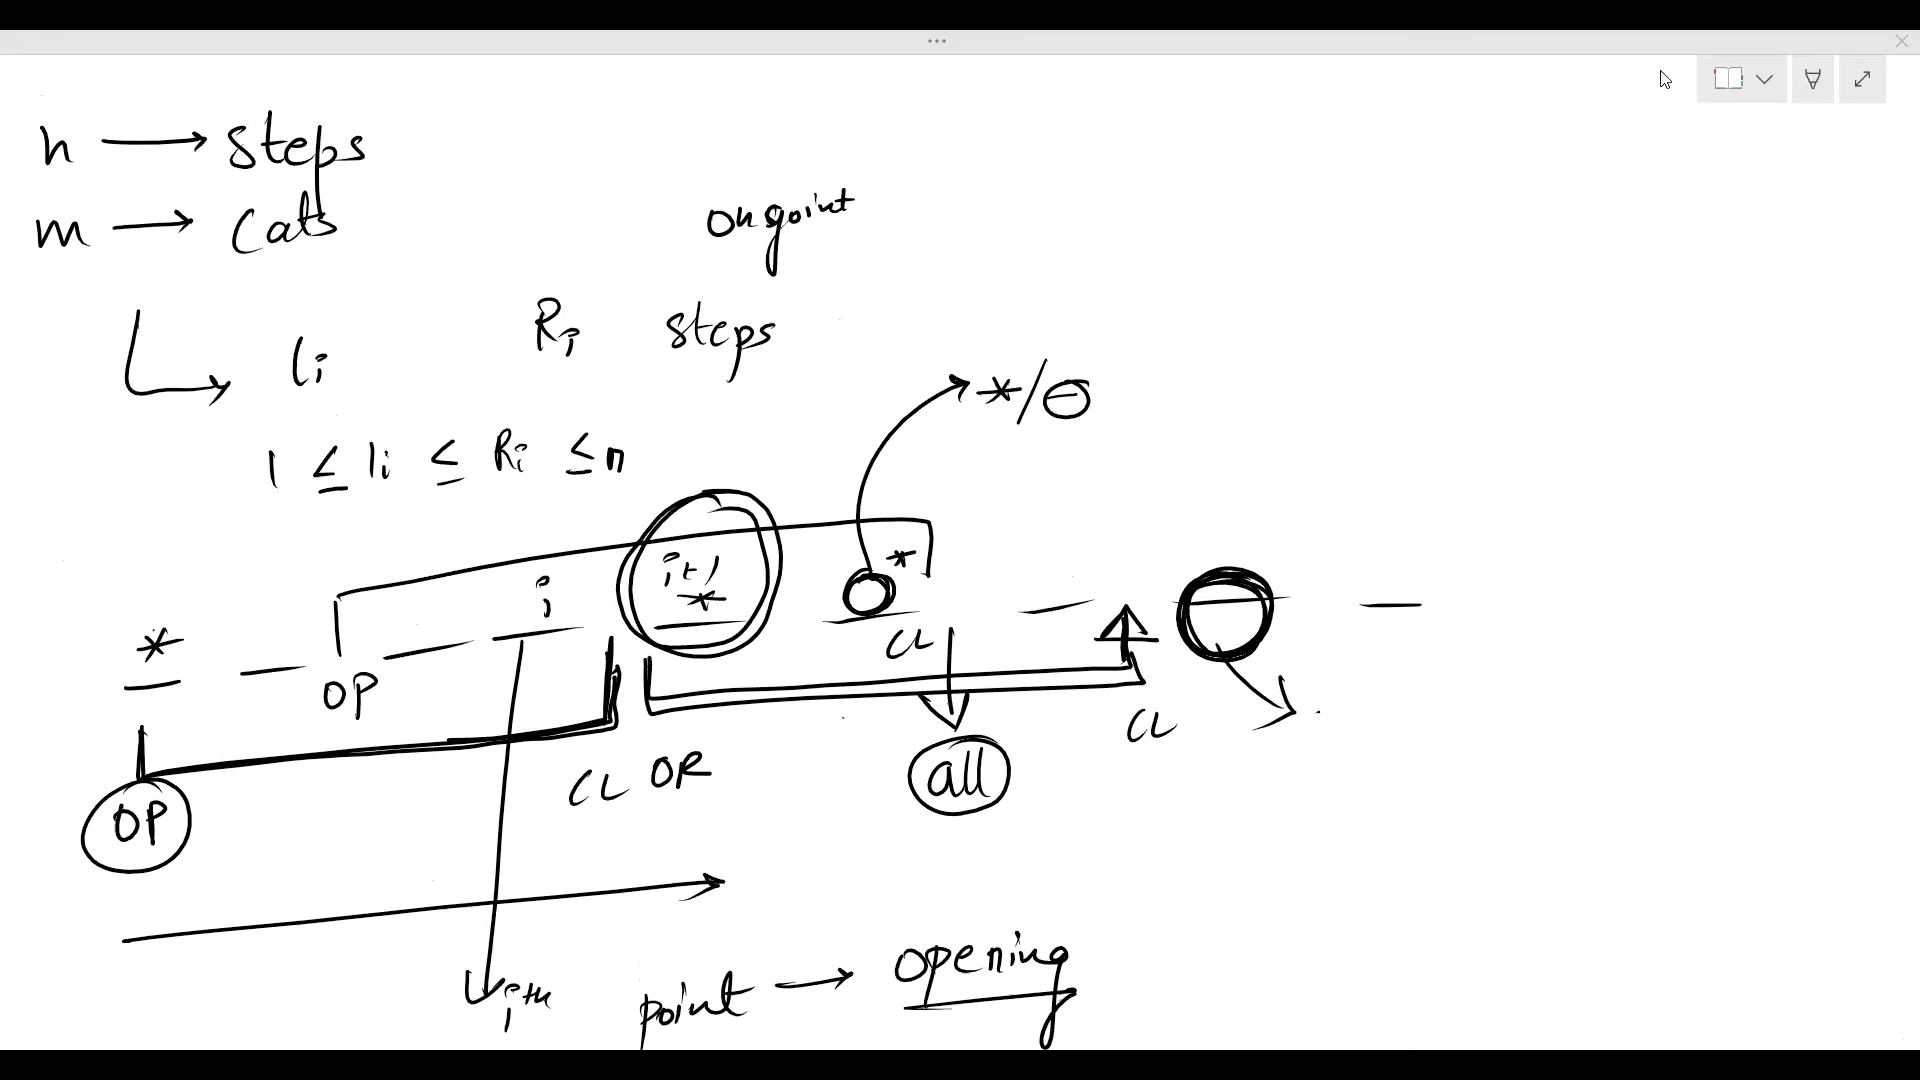 n → steps
m → Cats
ongoint
li Ri steps
1 ≤ li ≤ Ri ≤ n
*/⊖
i i+1 * *
*
OP CL
CL OR CL
all
OP
ith point → opening